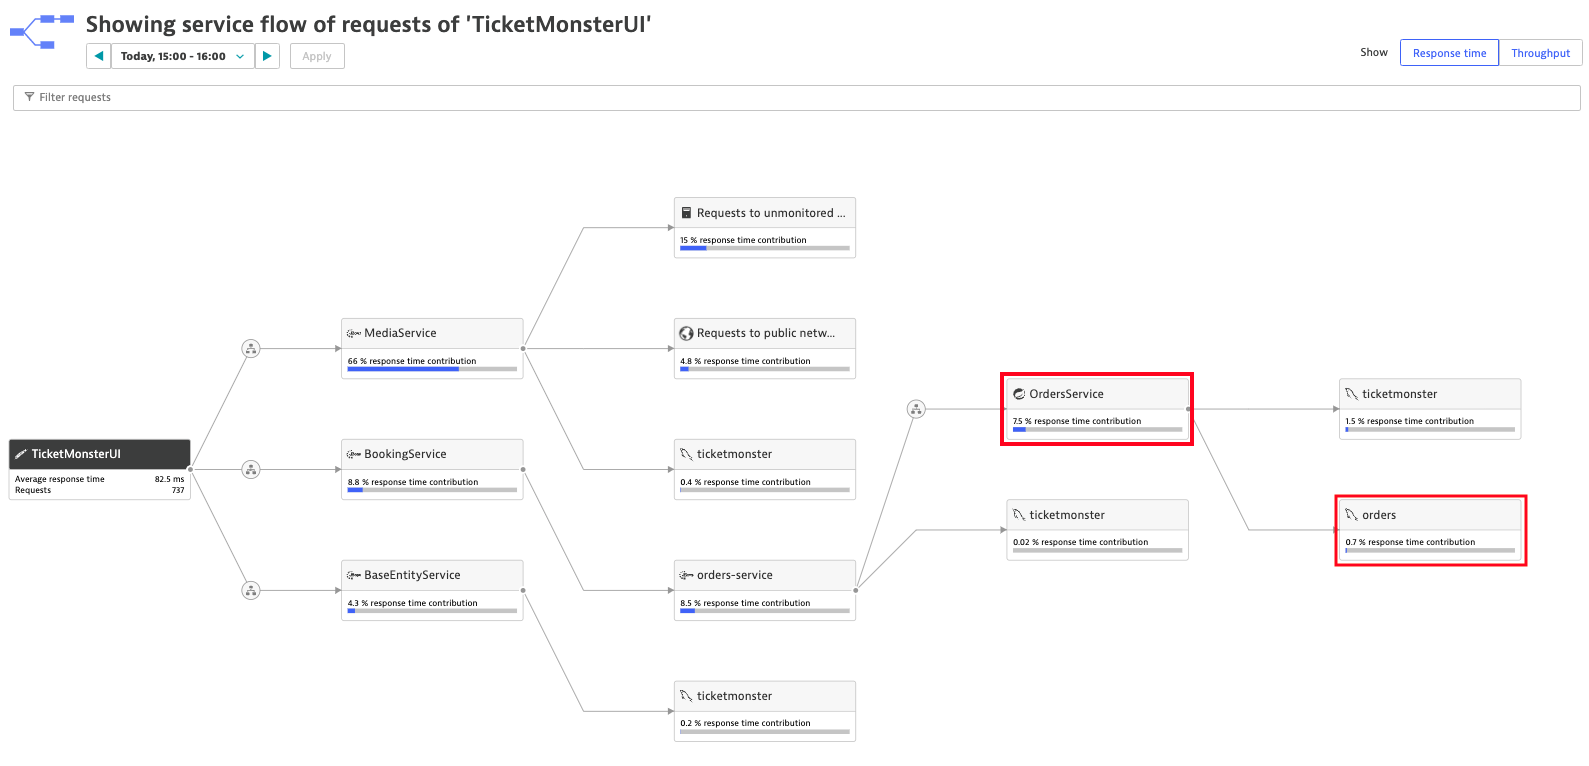 Showing service flow of requests of 'TicketMonsterUI'
Today, 15:00 - 16:00
Apply
Show
Response time
Throughput
Filter requests
Requests to unmonitored ...
15 % response time contribution
MediaService
66 % response time contribution
Requests to public netw...
4.8 % response time contribution
OrdersService
7.5 % response time contribution
ticketmonster
1.5 % response time contribution
TicketMonsterUI
Average response time 82.5 ms
Requests 737
BookingService
8.8 % response time contribution
ticketmonster
0.4 % response time contribution
ticketmonster
0.02 % response time contribution
orders
0.7 % response time contribution
BaseEntityService
4.3 % response time contribution
orders-service
8.5 % response time contribution
ticketmonster
0.2 % response time contribution